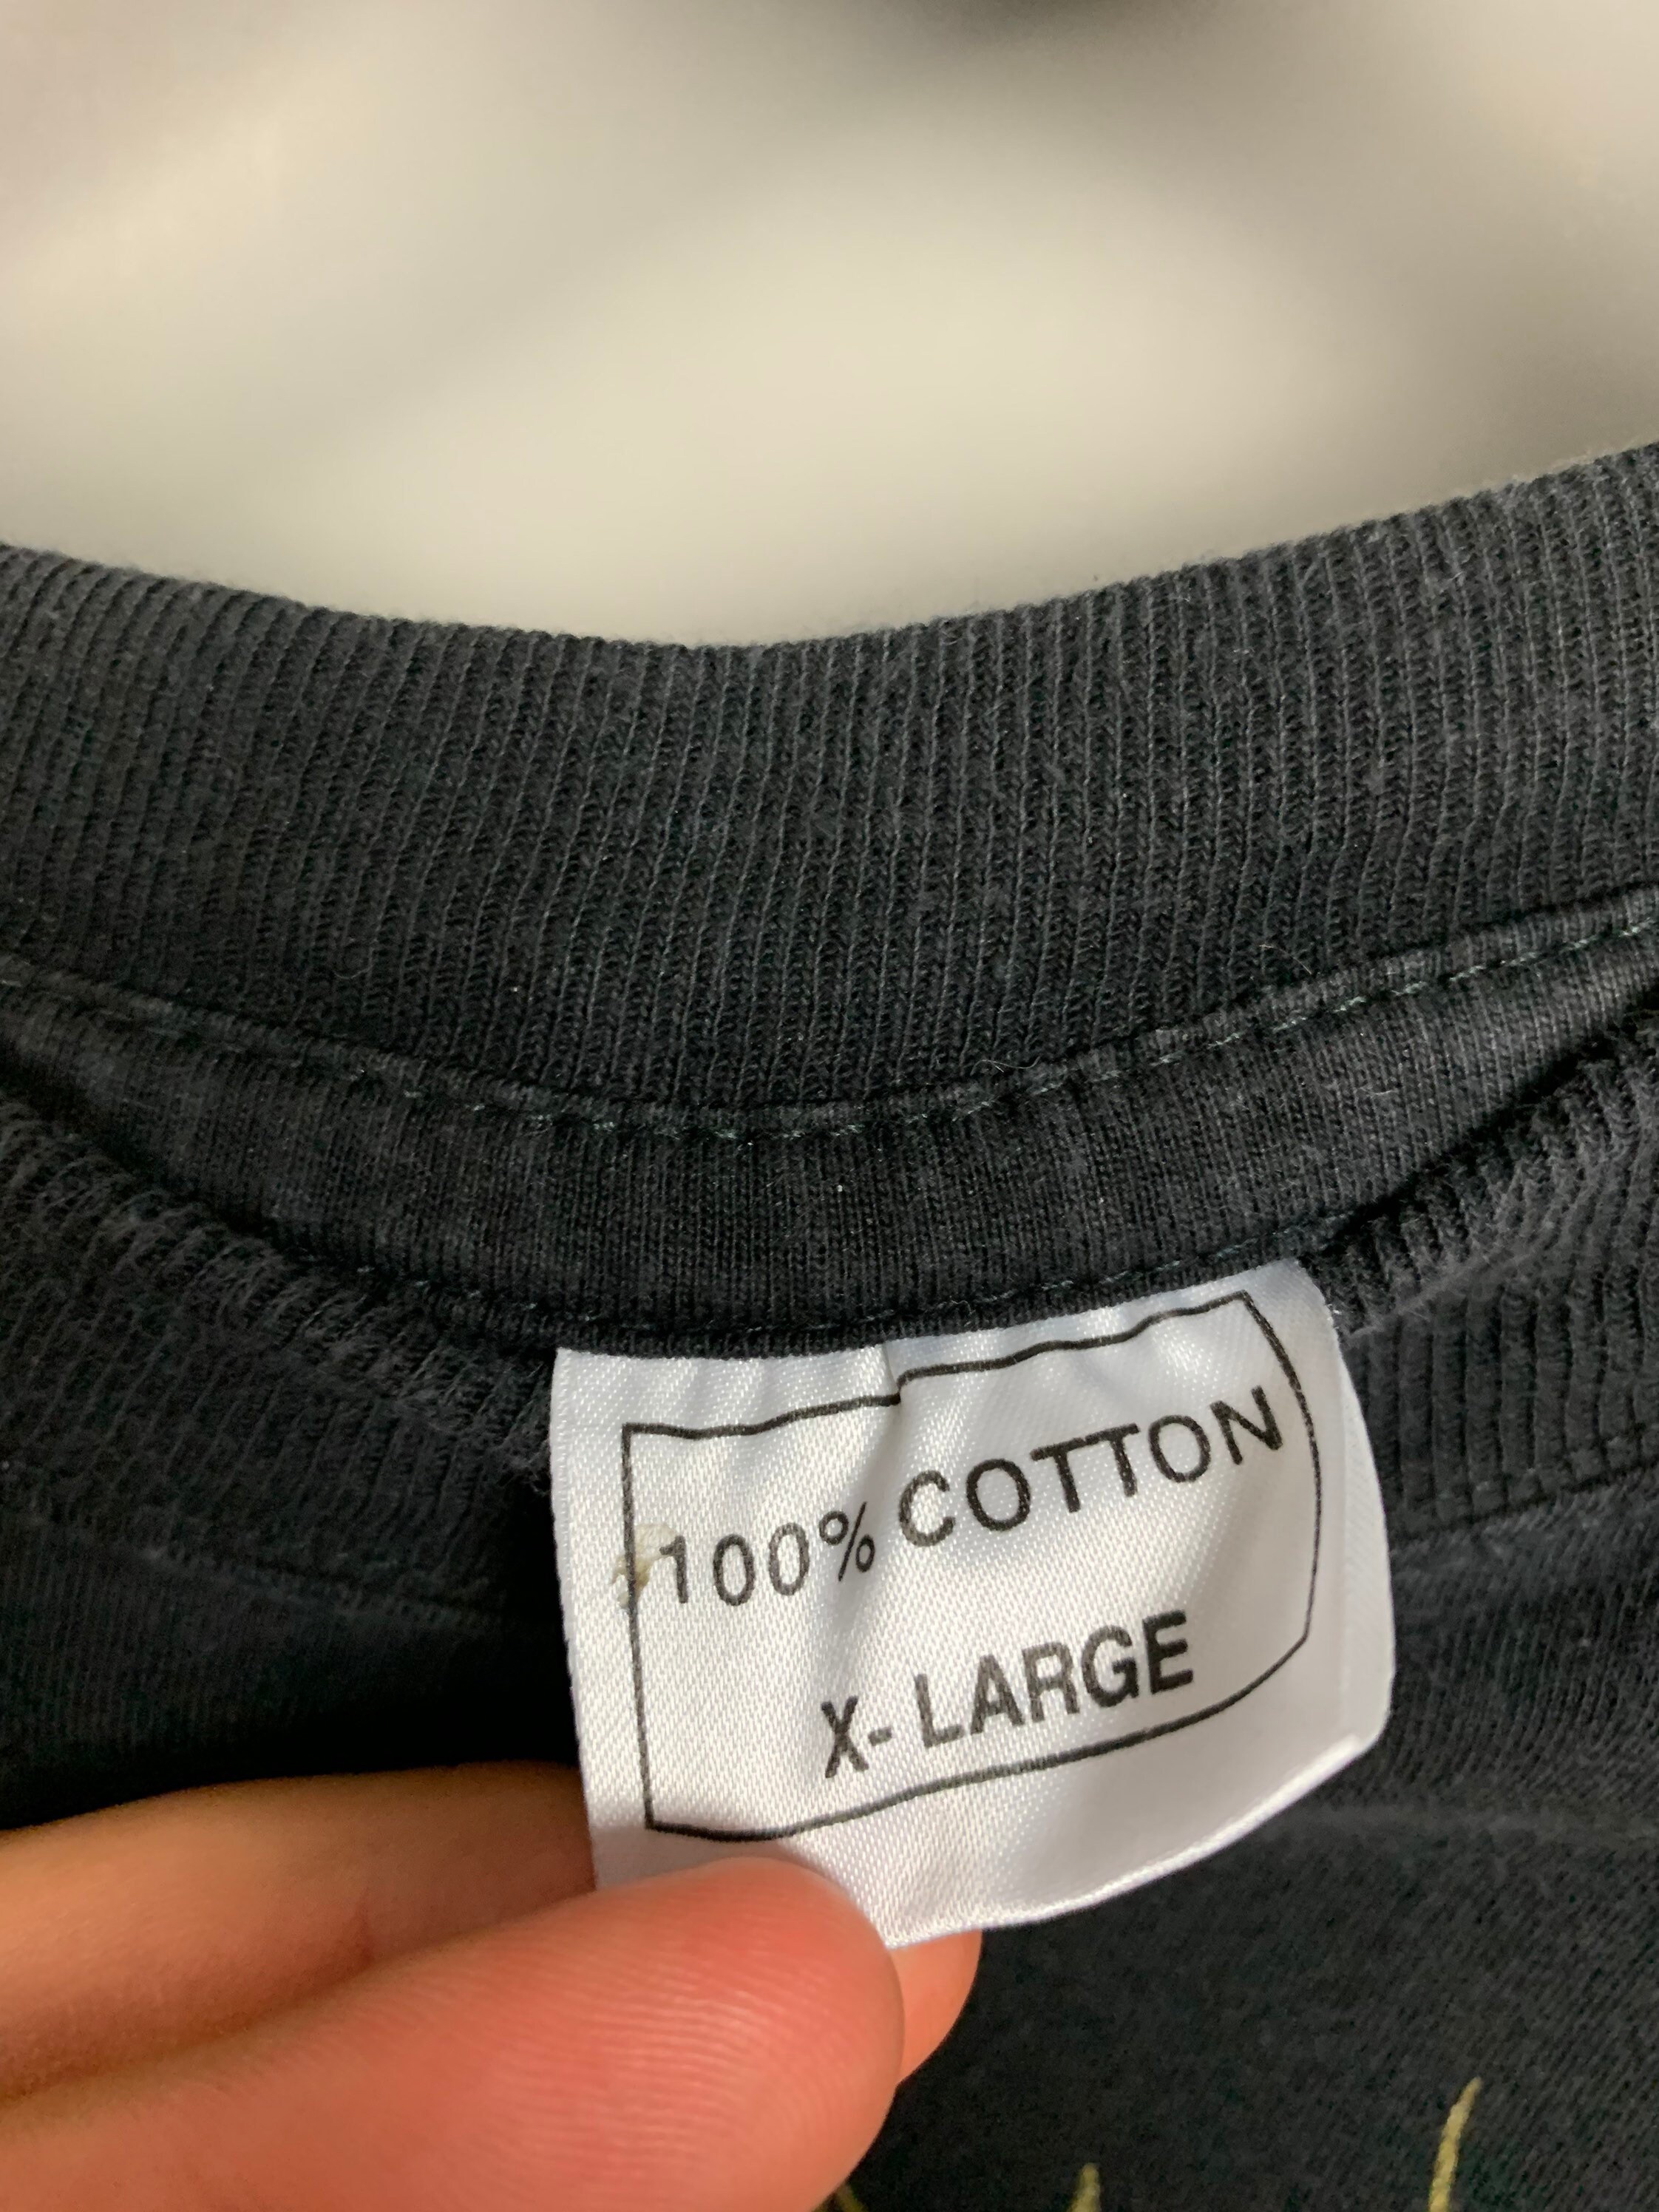 100% COTTON
X- LARGE